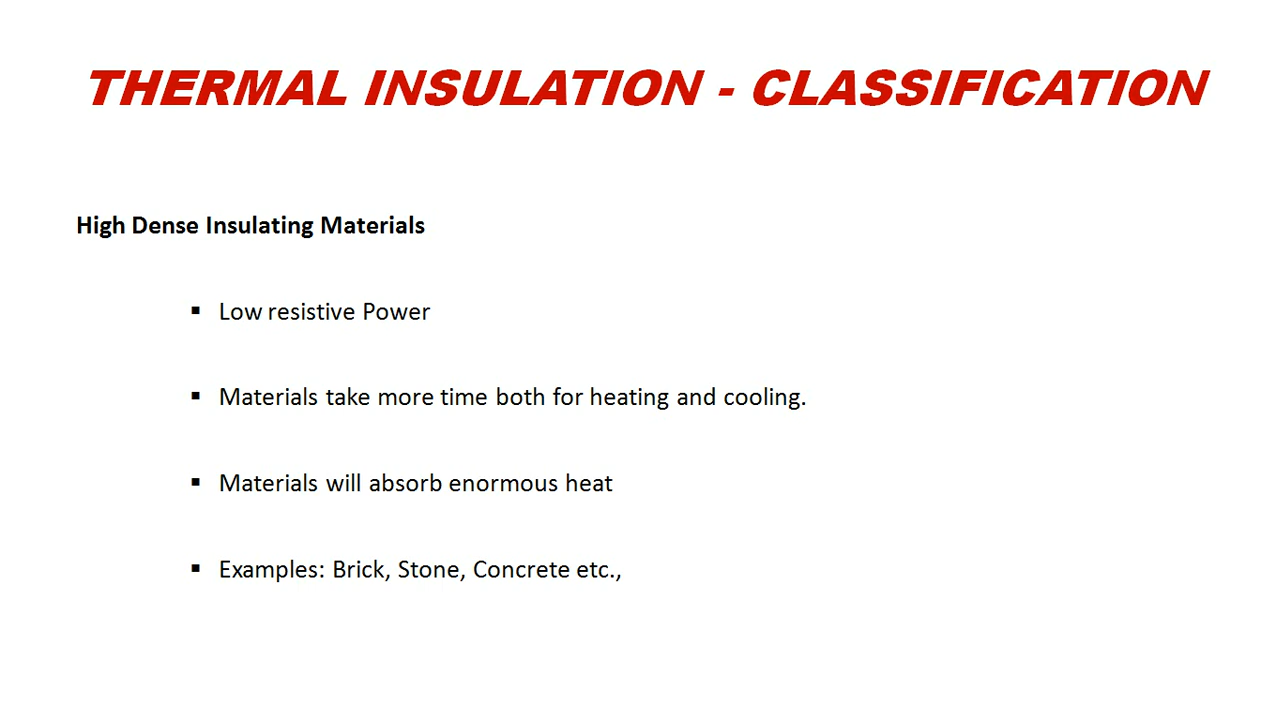 THERMAL INSULATION - CLASSIFICATION
High Dense Insulating Materials
▪ Low resistive Power
▪ Materials take more time both for heating and cooling.
▪ Materials will absorb enormous heat
▪ Examples: Brick, Stone, Concrete etc.,